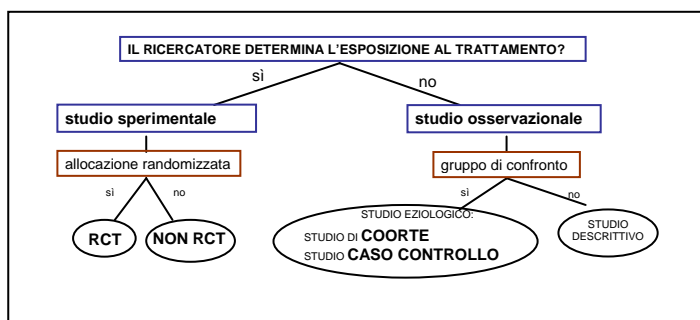 IL RICERCATORE DETERMINA L'ESPOSIZIONE AL TRATTAMENTO?
sì
no
studio sperimentale
studio osservazionale
allocazione randomizzata
gruppo di confronto
sì
no
sì
no
RCT
NON RCT
STUDIO EZIOLOGICO:
STUDIO DI COORTE
STUDIO CASO CONTROLLO
STUDIO
DESCRITTIVO